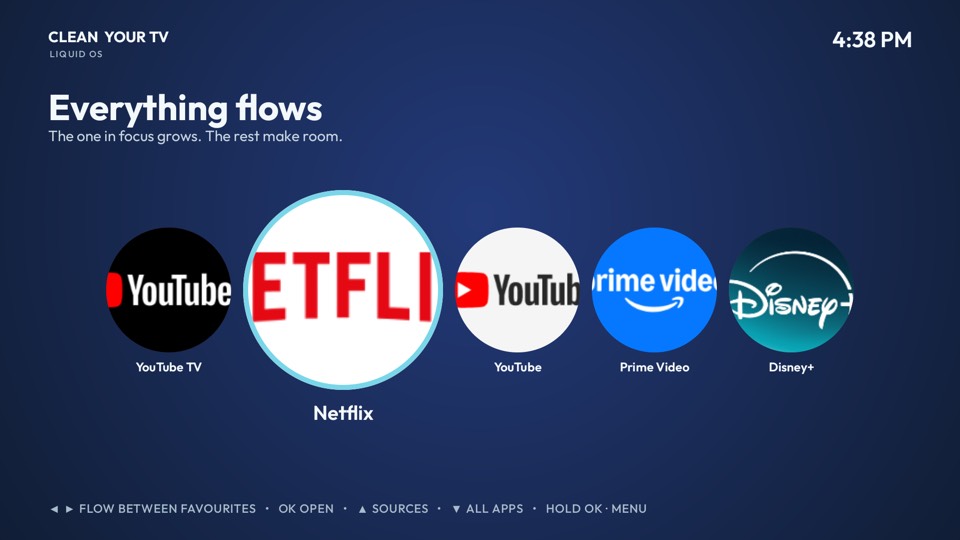 CLEAN YOUR TV
LIQUID OS
4:38 PM
Everything flows
The one in focus grows. The rest make room.
YouTube
ETFLI
YouTub
rime video
DISNEY+
YouTube TV
Netflix
YouTube
Prime Video
Disney+
◄ ► FLOW BETWEEN FAVOURITES • OK OPEN • ▲ SOURCES • ▼ ALL APPS • HOLD OK · MENU